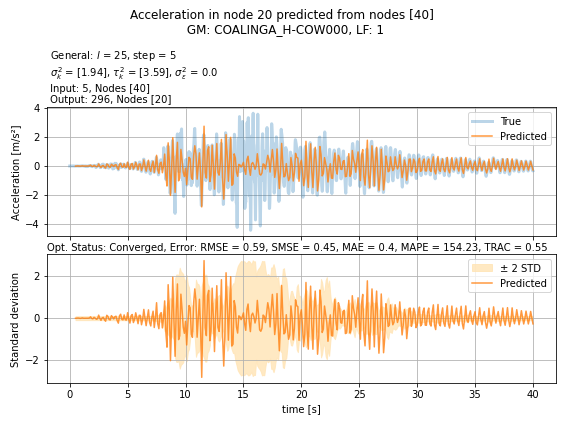 Acceleration in node 20 predicted from nodes [40]
GM: COALINGA_H-COW000, LF: 1
General: l = 25, step = 5
σ²ₖ = [1.94], τ²ₖ = [3.59], σ²ε = 0.0
Input: 5, Nodes [40]
Output: 296, Nodes [20]
Acceleration [m/s²]
4
2
0
−2
−4
True
Predicted
Opt. Status: Converged, Error: RMSE = 0.59, SMSE = 0.45, MAE = 0.4, MAPE = 154.23, TRAC = 0.55
Standard deviation
2
0
−2
± 2 STD
Predicted
0 5 10 15 20 25 30 35 40
time [s]